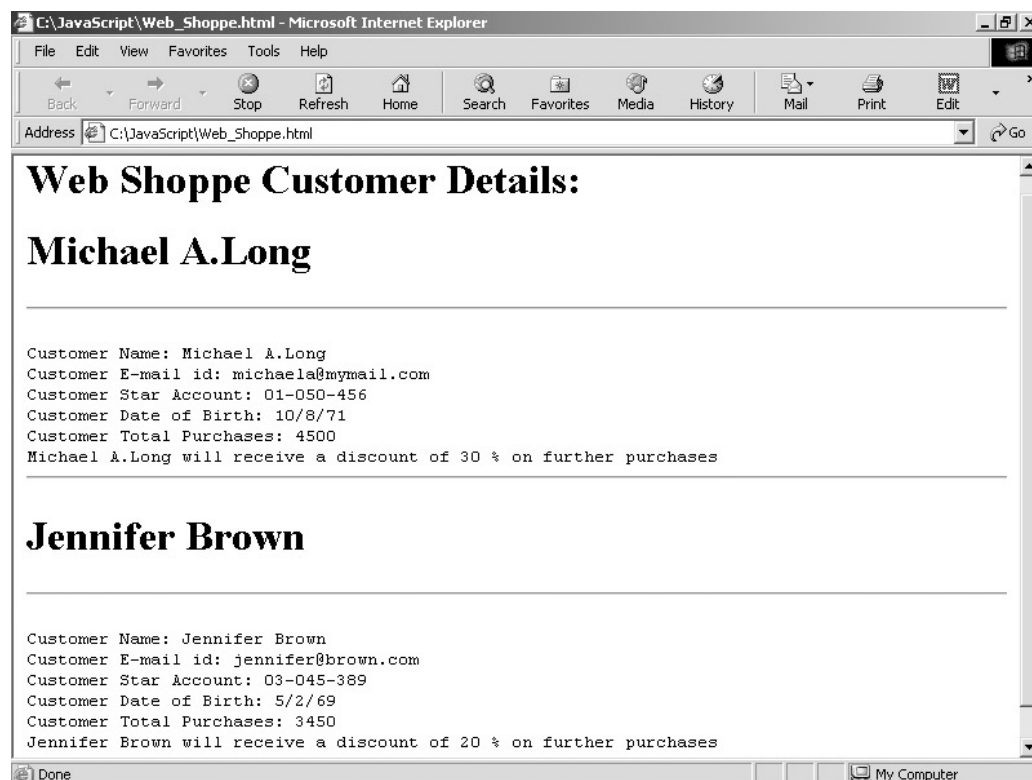 C:\JavaScript\Web_Shoppe.html - Microsoft Internet Explorer
File Edit View Favorites Tools Help
Back Forward Stop Refresh Home Search Favorites Media History Mail Print Edit
Address C:\JavaScript\Web_Shoppe.html Go
Web Shoppe Customer Details:
Michael A.Long
Customer Name: Michael A.Long
Customer E-mail id: michaela@mymail.com
Customer Star Account: 01-050-456
Customer Date of Birth: 10/8/71
Customer Total Purchases: 4500
Michael A.Long will receive a discount of 30 % on further purchases
Jennifer Brown
Customer Name: Jennifer Brown
Customer E-mail id: jennifer@brown.com
Customer Star Account: 03-045-389
Customer Date of Birth: 5/2/69
Customer Total Purchases: 3450
Jennifer Brown will receive a discount of 20 % on further purchases
Done My Computer